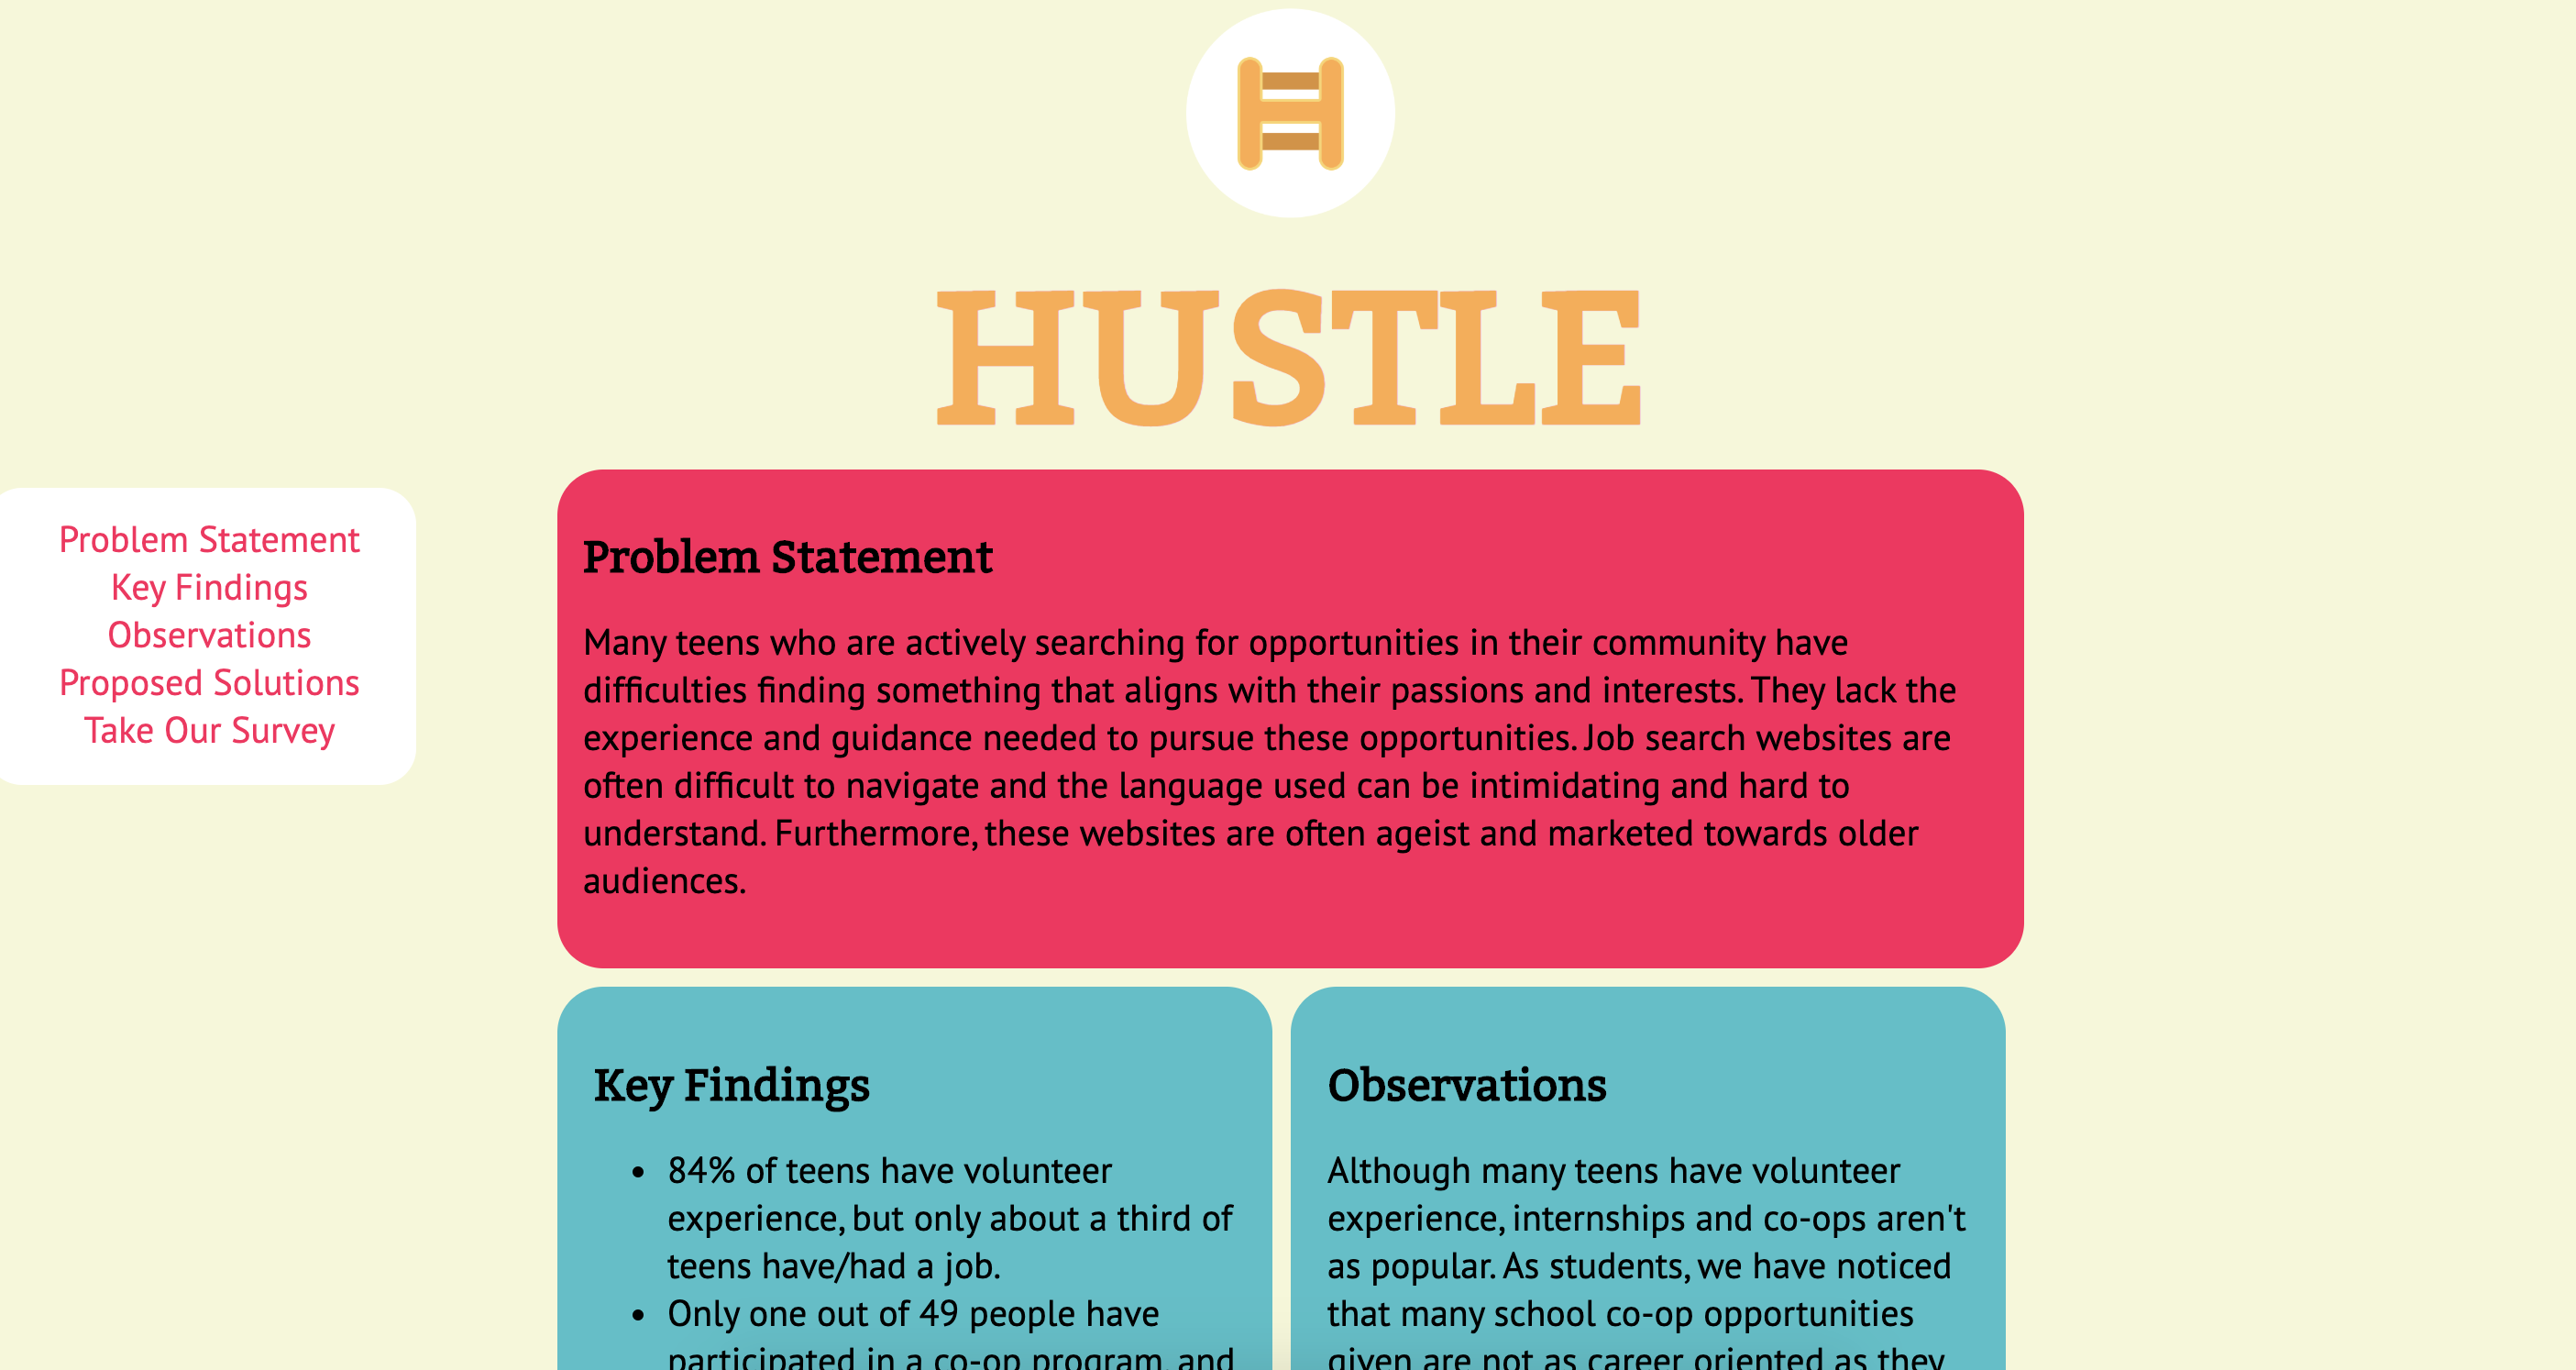 HUSTLE
Problem Statement
Key Findings
Observations
Proposed Solutions
Take Our Survey
Problem Statement
Many teens who are actively searching for opportunities in their community have
difficulties finding something that aligns with their passions and interests. They lack the
experience and guidance needed to pursue these opportunities. Job search websites are
often difficult to navigate and the language used can be intimidating and hard to
understand. Furthermore, these websites are often ageist and marketed towards older
audiences.
Key Findings
• 84% of teens have volunteer
experience, but only about a third of
teens have/had a job.
• Only one out of 49 people have
participated in a co-op program, and
Observations
Although many teens have volunteer
experience, internships and co-ops aren't
as popular. As students, we have noticed
that many school co-op opportunities
given are not as career oriented as they